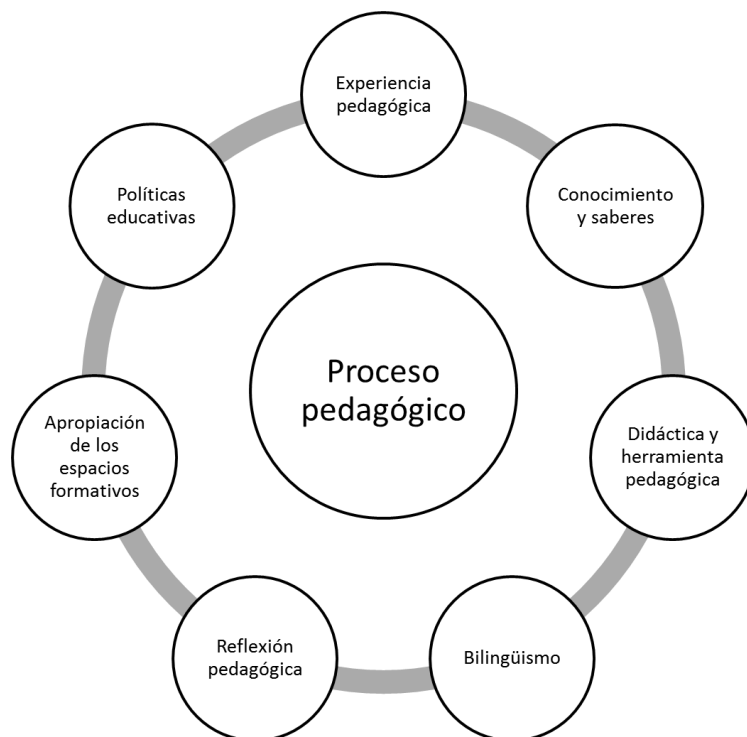 Experiencia
pedagógica
Conocimiento
y saberes
Didáctica y
herramienta
pedagógica
Bilingüismo
Reflexión
pedagógica
Apropiación
de los
espacios
formativos
Políticas
educativas
Proceso
pedagógico